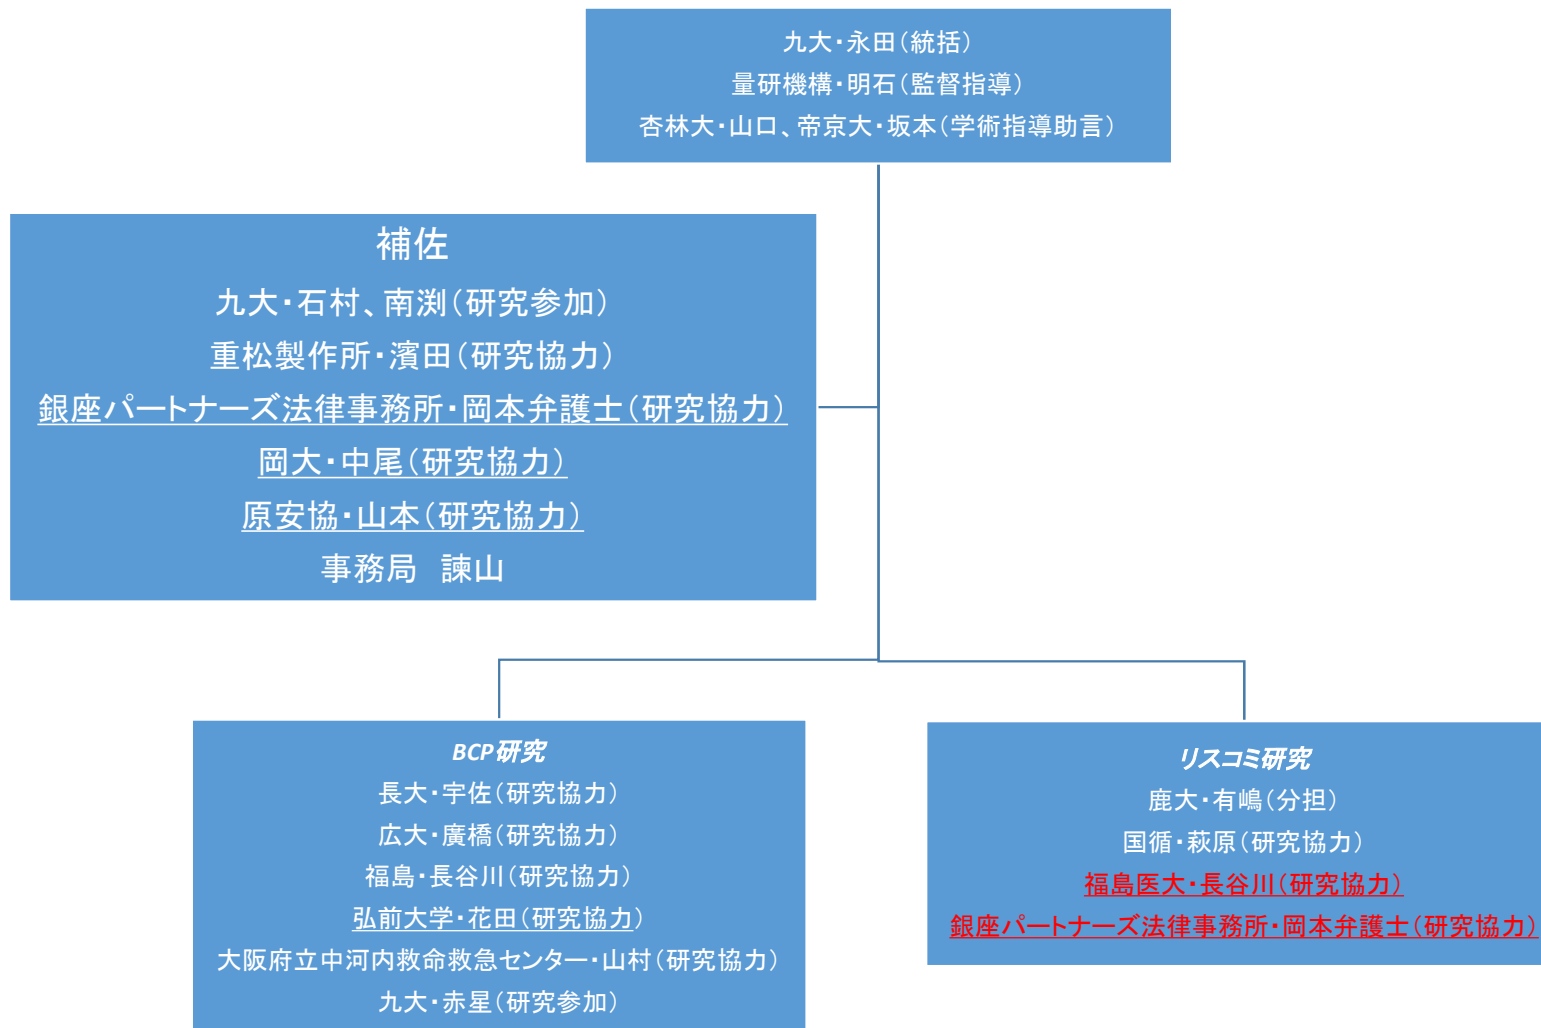 九大・永田（統括）
量研機構・明石（監督指導）
杏林大・山口、帝京大・坂本（学術指導助言）
補佐
九大・石村、南渕（研究参加）
重松製作所・濱田（研究協力）
銀座パートナーズ法律事務所・岡本弁護士（研究協力）
岡大・中尾（研究協力）
原安協・山本（研究協力）
事務局　諫山
BCP研究
長大・宇佐（研究協力）
広大・廣橋（研究協力）
福島・長谷川（研究協力）
弘前大学・花田（研究協力）
大阪府立中河内救命救急センター・山村（研究協力）
九大・赤星（研究参加）
リスコミ研究
鹿大・有嶋（分担）
国循・萩原（研究協力）
福島医大・長谷川（研究協力）
銀座パートナーズ法律事務所・岡本弁護士（研究協力）